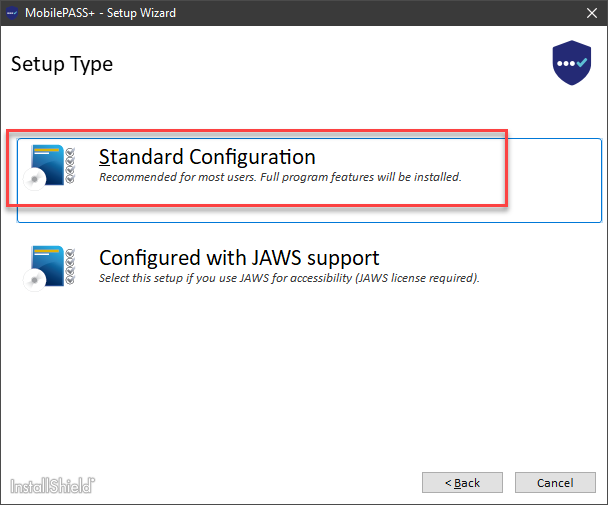 MobilePASS+ - Setup Wizard
Setup Type
Standard Configuration
Recommended for most users. Full program features will be installed.
Configured with JAWS support
Select this setup if you use JAWS for accessibility (JAWS license required).
InstallShield
< Back
Cancel